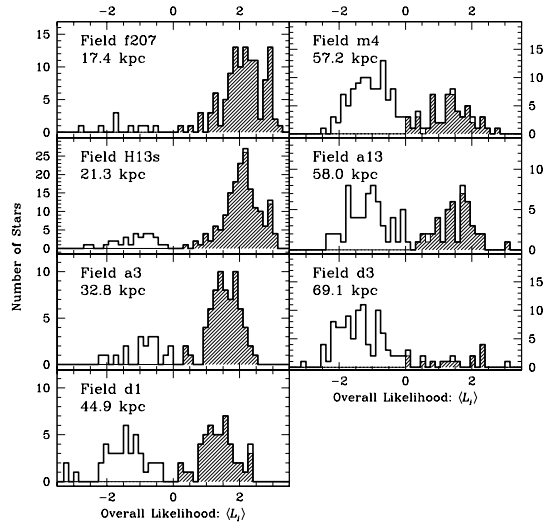 -2 0 2 -2 0 2
Field f207
17.4 kpc
15
10
5
0
Field m4
57.2 kpc
15
10
5
0
Field H13s
21.3 kpc
25
20
15
10
5
0
Field a13
58.0 kpc
10
5
0
Number of Stars
Field a3
32.8 kpc
10
5
0
Field d3
69.1 kpc
15
10
5
0
-2 0 2
Overall Likelihood: ⟨Lᵢ⟩
Field d1
44.9 kpc
10
5
0
-2 0 2
Overall Likelihood: ⟨Lᵢ⟩